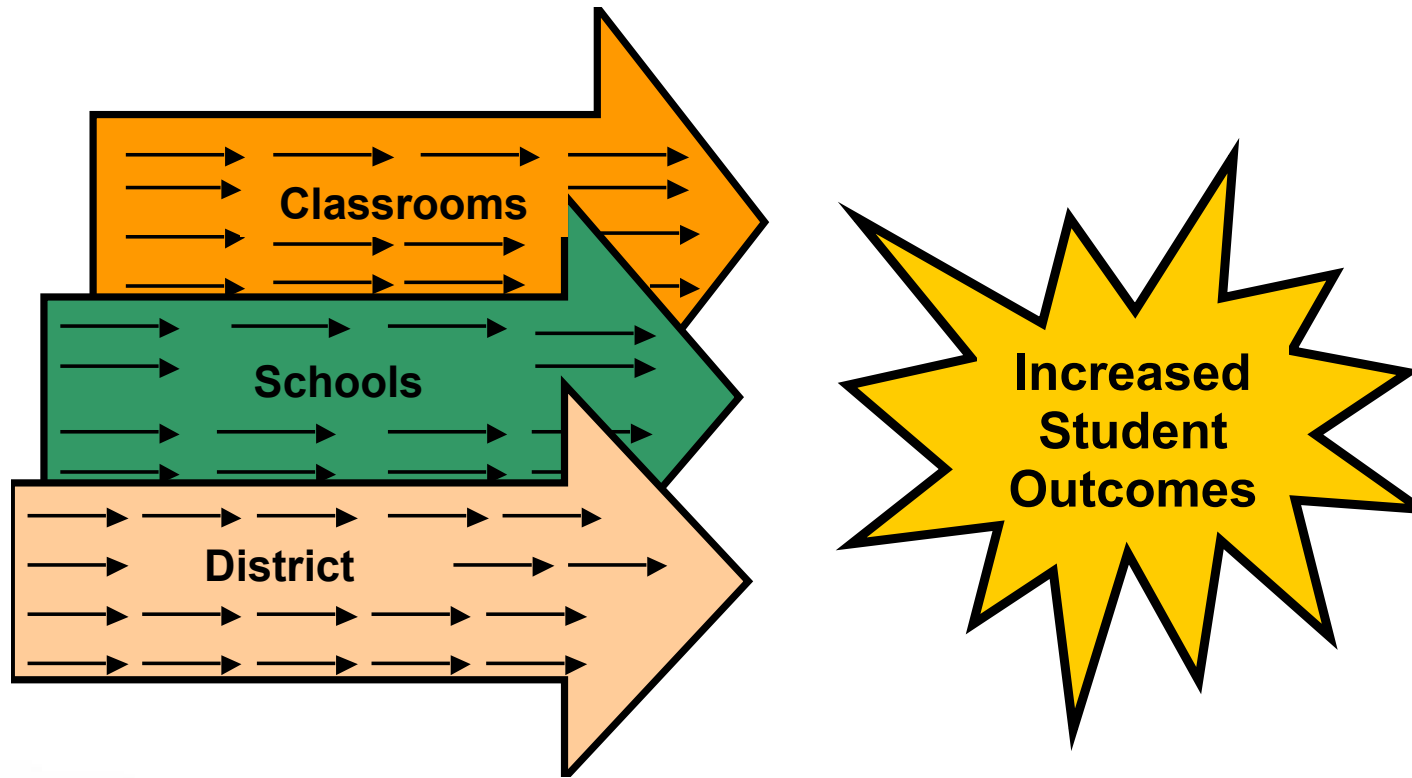 Classrooms
Schools
District
Increased
Student
Outcomes